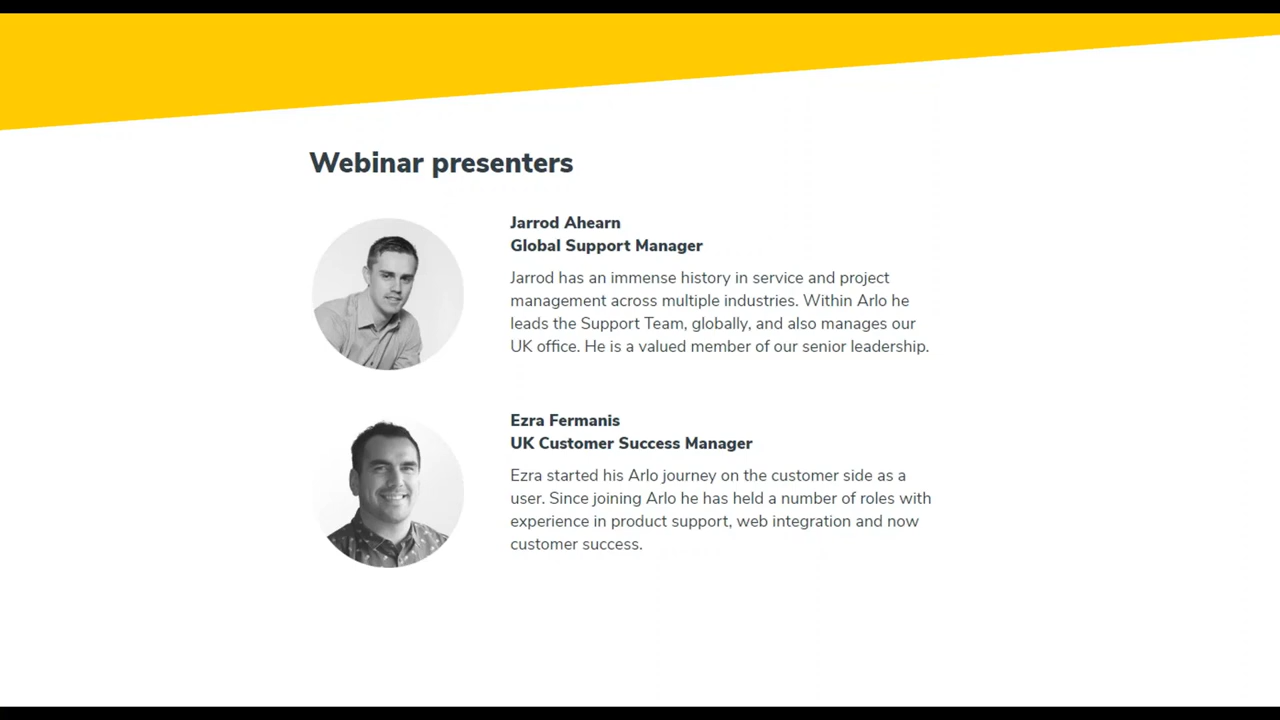 Webinar presenters
Jarrod Ahearn
Global Support Manager
Jarrod has an immense history in service and project
management across multiple industries. Within Arlo he
leads the Support Team, globally, and also manages our
UK office. He is a valued member of our senior leadership.
Ezra Fermanis
UK Customer Success Manager
Ezra started his Arlo journey on the customer side as a
user. Since joining Arlo he has held a number of roles with
experience in product support, web integration and now
customer success.